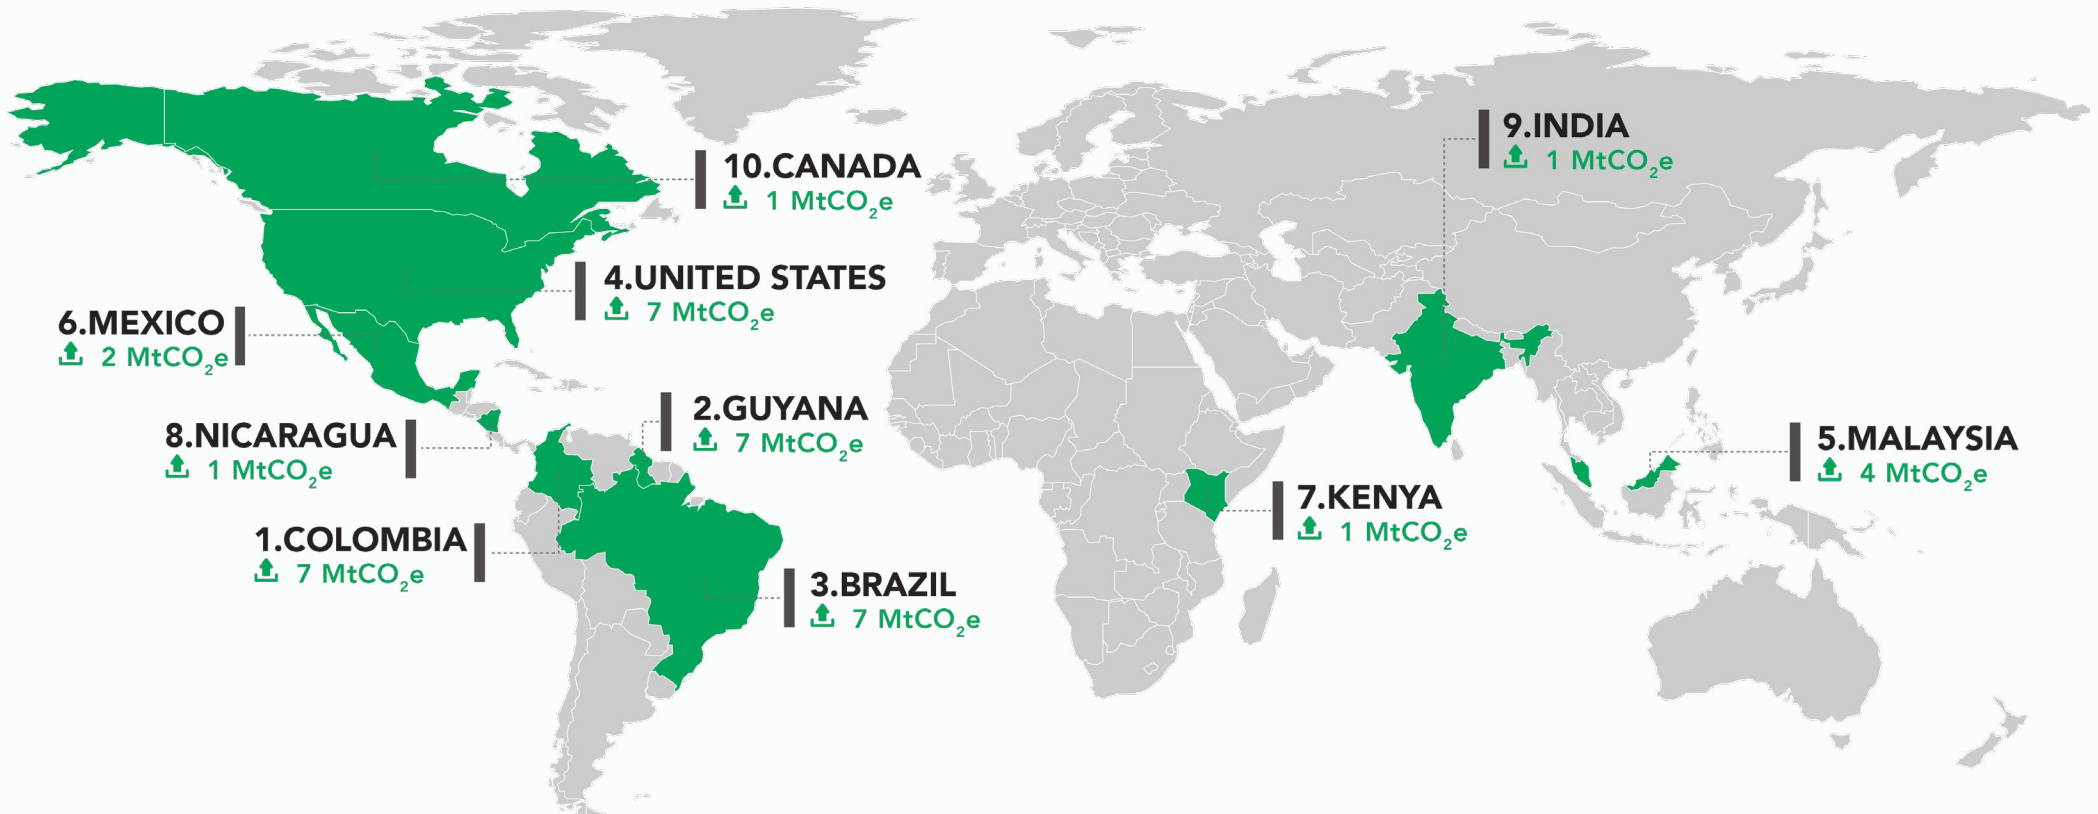 10.CANADA
1 MtCO₂e
9.INDIA
1 MtCO₂e
4.UNITED STATES
7 MtCO₂e
6.MEXICO
2 MtCO₂e
2.GUYANA
7 MtCO₂e
8.NICARAGUA
1 MtCO₂e
5.MALAYSIA
4 MtCO₂e
7.KENYA
1 MtCO₂e
1.COLOMBIA
7 MtCO₂e
3.BRAZIL
7 MtCO₂e